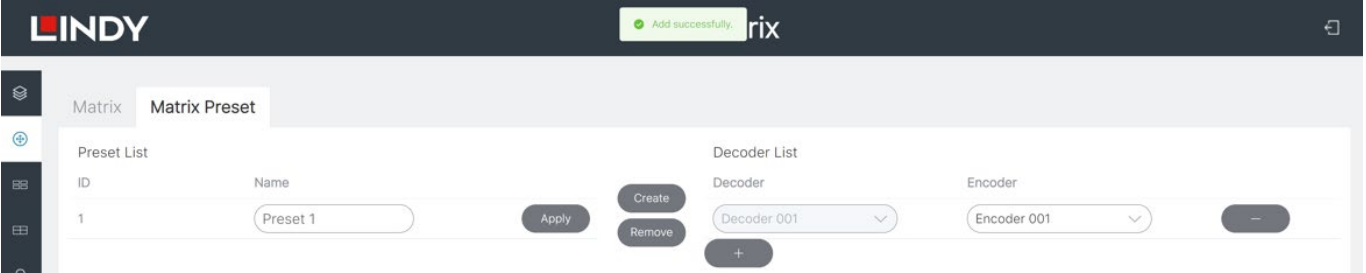 LINDY
Add successfully.
rix
Matrix
Matrix Preset
Preset List
ID
Name
1
Preset 1
Apply
Create
Remove
Decoder List
Decoder
Encoder
Decoder 001
Encoder 001
−
+